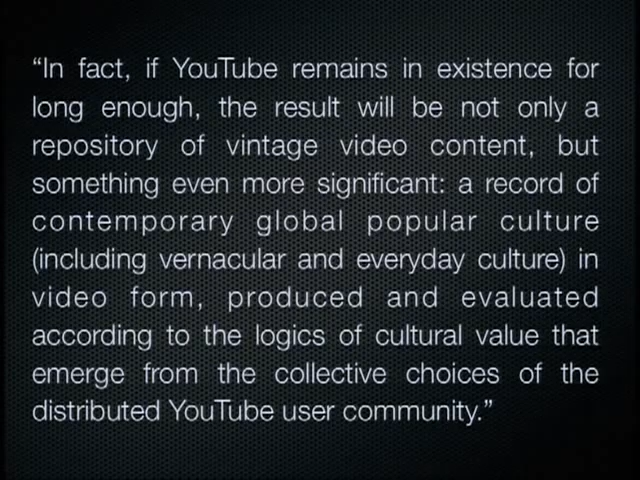 “In fact, if YouTube remains in existence for
long enough, the result will be not only a
repository of vintage video content, but
something even more significant: a record of
contemporary global popular culture
(including vernacular and everyday culture) in
video form, produced and evaluated
according to the logics of cultural value that
emerge from the collective choices of the
distributed YouTube user community.”